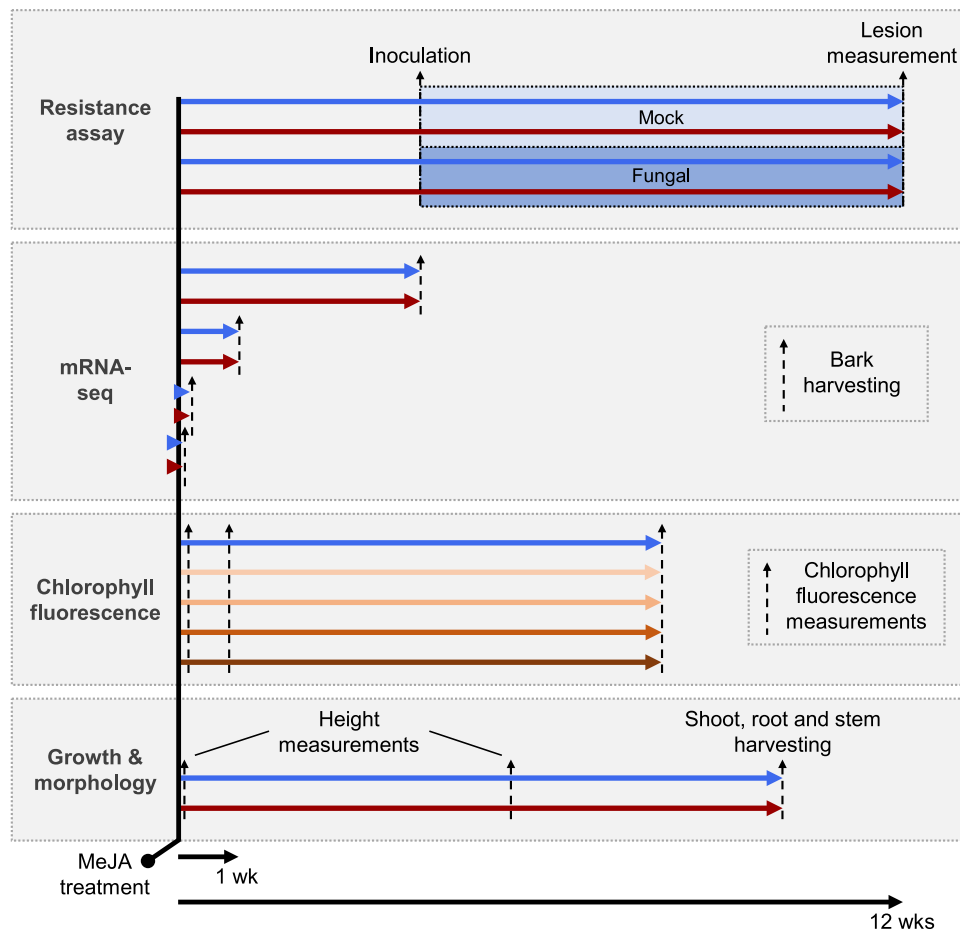 Inoculation
Lesion
measurement
Resistance
assay
Mock
Fungal
mRNA-
seq
Bark
harvesting
Chlorophyll
fluorescence
Chlorophyll
fluorescence
measurements
Growth &
morphology
Height
measurements
Shoot, root and stem
harvesting
MeJA
treatment
1 wk
12 wks